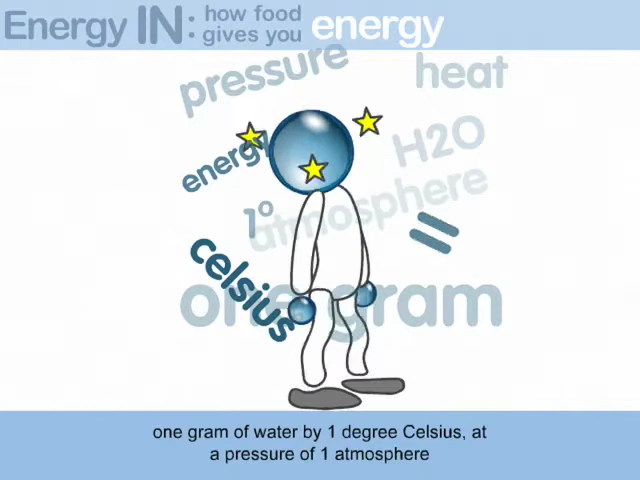 Energy IN: how food gives you energy
pressure
heat
H2O
energy
atmosphere
1º
=
celsius
one gram
one gram of water by 1 degree Celsius, at
a pressure of 1 atmosphere